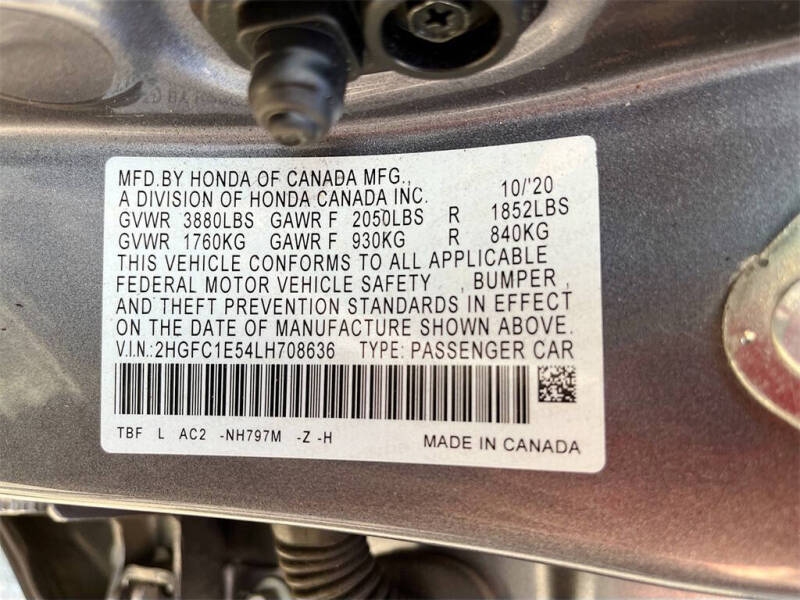 MFD.BY HONDA OF CANADA MFG.,
A DIVISION OF HONDA CANADA INC. 10/'20
GVWR 3880LBS GAWR F 2050LBS R 1852LBS
GVWR 1760KG GAWR F 930KG R 840KG
THIS VEHICLE CONFORMS TO ALL APPLICABLE
FEDERAL MOTOR VEHICLE SAFETY , BUMPER ,
AND THEFT PREVENTION STANDARDS IN EFFECT
ON THE DATE OF MANUFACTURE SHOWN ABOVE.
V.I.N.:2HGFC1E54LH708636 TYPE: PASSENGER CAR
TBF L AC2 -NH797M -Z -H MADE IN CANADA